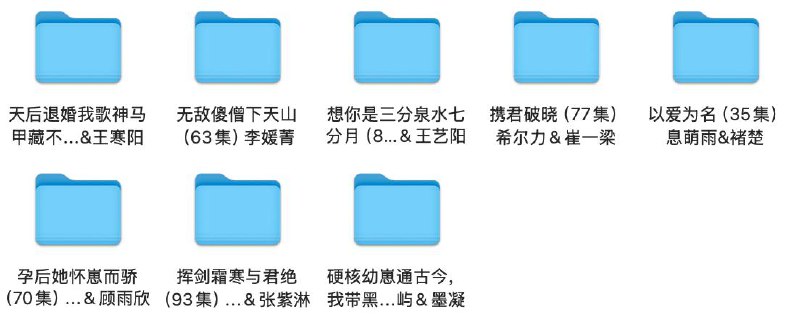 天后退婚我歌神马
甲藏不...&王寒阳
无敌傻僧下天山
(63集) 李媛菁
想你是三分泉水七
分月 (8...& 王艺阳
携君破晓 (77集)
希尔力&崔一梁
以爱为名 (35集)
息萌雨&褚楚
孕后她怀崽而骄
(70集) ...& 顾雨欣
挥剑霜寒与君绝
(93集) ...& 张紫淋
硬核幼崽通古今，
我带黑...屿& 墨凝